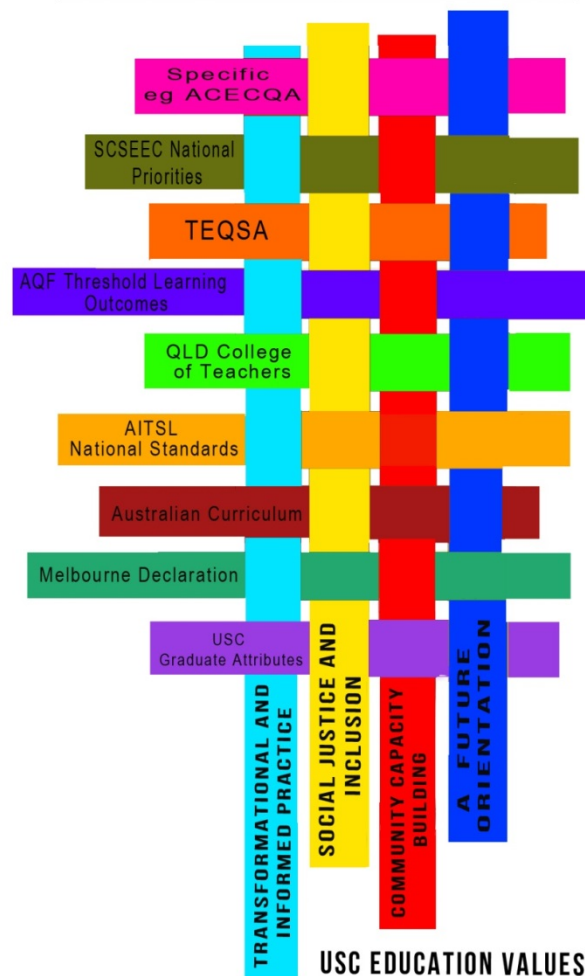 Specific
eg ACECQA
SCSEEC National
Priorities
TEQSA
AQF Threshold Learning
Outcomes
QLD College
of Teachers
AITSL
National Standards
Australian Curriculum
Melbourne Declaration
USC
Graduate Attributes
TRANSFORMATIONAL AND
INFORMED PRACTICE
SOCIAL JUSTICE AND
INCLUSION
COMMUNITY CAPACITY
BUILDING
A FUTURE
ORIENTATION
USC EDUCATION VALUES